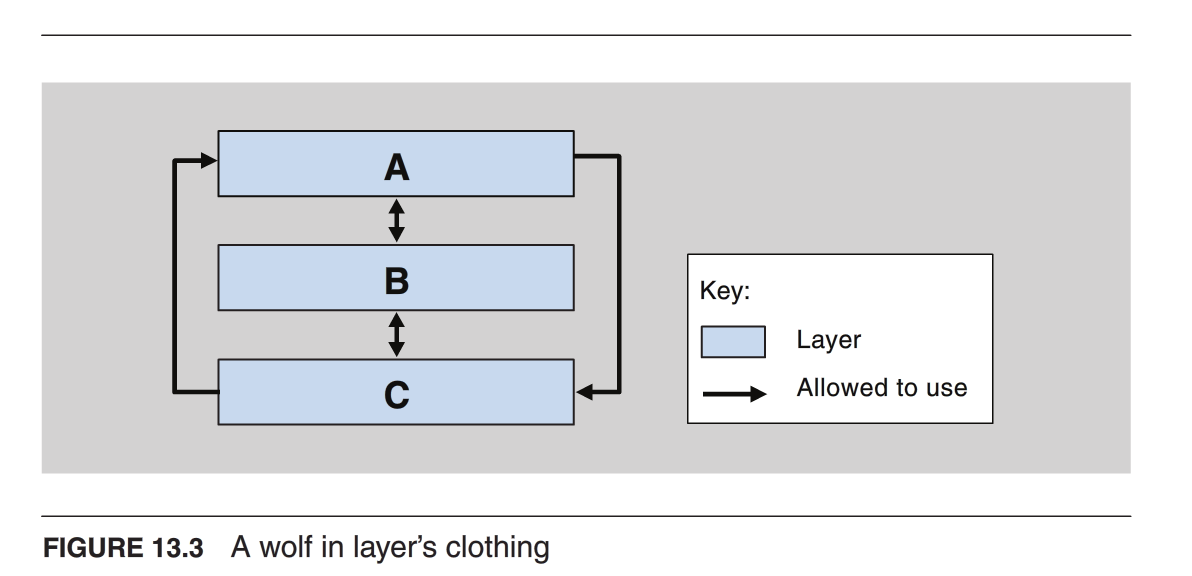 A
B
C
Key:
Layer
Allowed to use
FIGURE 13.3 A wolf in layer’s clothing